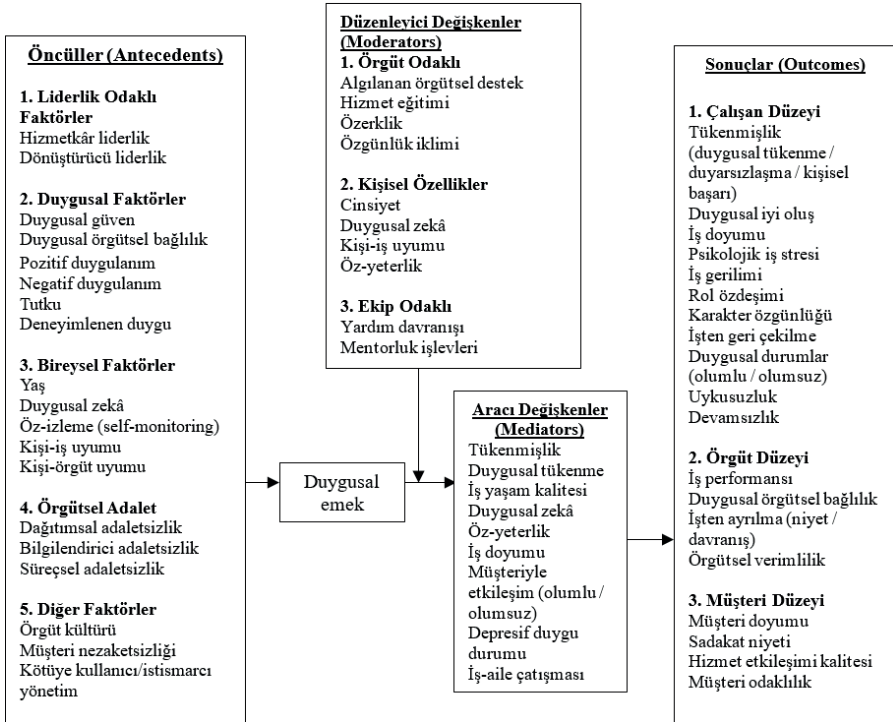 Öncüller (Antecedents)
1. Liderlik Odaklı
Faktörler
Hizmetkâr liderlik
Dönüştürücü liderlik
2. Duygusal Faktörler
Duygusal güven
Duygusal örgütsel bağlılık
Pozitif duygulanım
Negatif duygulanım
Tutku
Deneyimlenen duygu
3. Bireysel Faktörler
Yaş
Duygusal zekâ
Öz-izleme (self-monitoring)
Kişi-iş uyumu
Kişi-örgüt uyumu
4. Örgütsel Adalet
Dağıtımsal adaletsizlik
Bilgilendirici adaletsizlik
Süreçsel adaletsizlik
5. Diğer Faktörler
Örgüt kültürü
Müşteri nezaketsizliği
Kötüye kullanıcı/istismarcı
yönetim
Duygusal
emek
Düzenleyici Değişkenler
(Moderators)
1. Örgüt Odaklı
Algılanan örgütsel destek
Hizmet eğitimi
Özerklik
Özgünlük iklimi
2. Kişisel Özellikler
Cinsiyet
Duygusal zekâ
Kişi-iş uyumu
Öz-yeterlik
3. Ekip Odaklı
Yardım davranışı
Mentorluk işlevleri
Aracı Değişkenler
(Mediators)
Tükenmişlik
Duygusal tükenme
İş yaşam kalitesi
Duygusal zekâ
Öz-yeterlik
İş doyumu
Müşteriyle
etkileşim (olumlu /
olumsuz)
Depresif duygu
durumu
İş-aile çatışması
Sonuçlar (Outcomes)
1. Çalışan Düzeyi
Tükenmişlik
(duygusal tükenme /
duyarsızlaşma / kişisel
başarı)
Duygusal iyi oluş
İş doyumu
Psikolojik iş stresi
İş gerilimi
Rol özdeşimi
Karakter özgünlüğü
İşten geri çekilme
Duygusal durumlar
(olumlu / olumsuz)
Uykusuzluk
Devamsızlık
2. Örgüt Düzeyi
İş performansı
Duygusal örgütsel bağlılık
İşten ayrılma (niyet /
davranış)
Örgütsel verimlilik
3. Müşteri Düzeyi
Müşteri doyumu
Sadakat niyeti
Hizmet etkileşimi kalitesi
Müşteri odaklılık